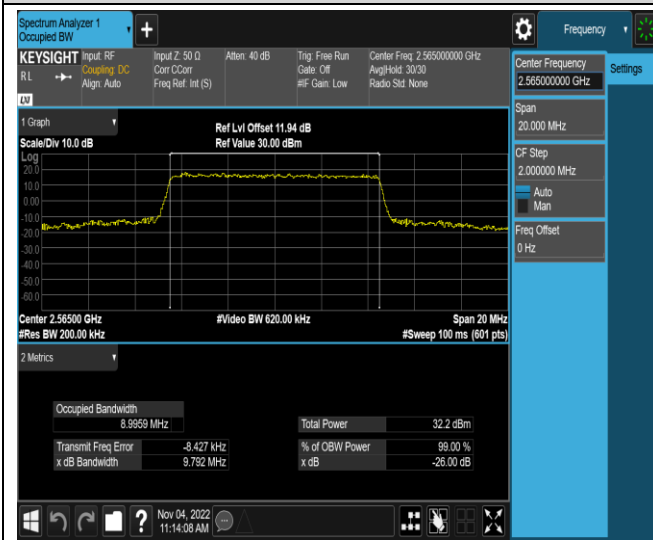 Spectrum Analyzer 1
Occupied BW
+
Frequency
KEYSIGHT
RL
LXI
Input: RF
Coupling: DC
Align: Auto
Input Z: 50 Ω
Corr CCorr
Freq Ref: Int (S)
Atten: 40 dB
Trig: Free Run
Gate: Off
#IF Gain: Low
Center Freq: 2.565000000 GHz
Avg|Hold: 30/30
Radio Std: None
Center Frequency
2.565000000 GHz
Settings
Span
20.000 MHz
CF Step
2.000000 MHz
Auto
Man
Freq Offset
0 Hz
1 Graph
Scale/Div 10.0 dB
Ref Lvl Offset 11.94 dB
Ref Value 30.00 dBm
Log
20.0
10.0
0.00
-10.0
-20.0
-30.0
-40.0
-50.0
-60.0
Center 2.56500 GHz
#Res BW 200.00 kHz
#Video BW 620.00 kHz
Span 20 MHz
#Sweep 100 ms (601 pts)
2 Metrics
Occupied Bandwidth
8.9959 MHz
Total Power 32.2 dBm
Transmit Freq Error -8.427 kHz
% of OBW Power 99.00 %
x dB Bandwidth 9.792 MHz
x dB -26.00 dB
?
Nov 04, 2022
11:14:08 AM